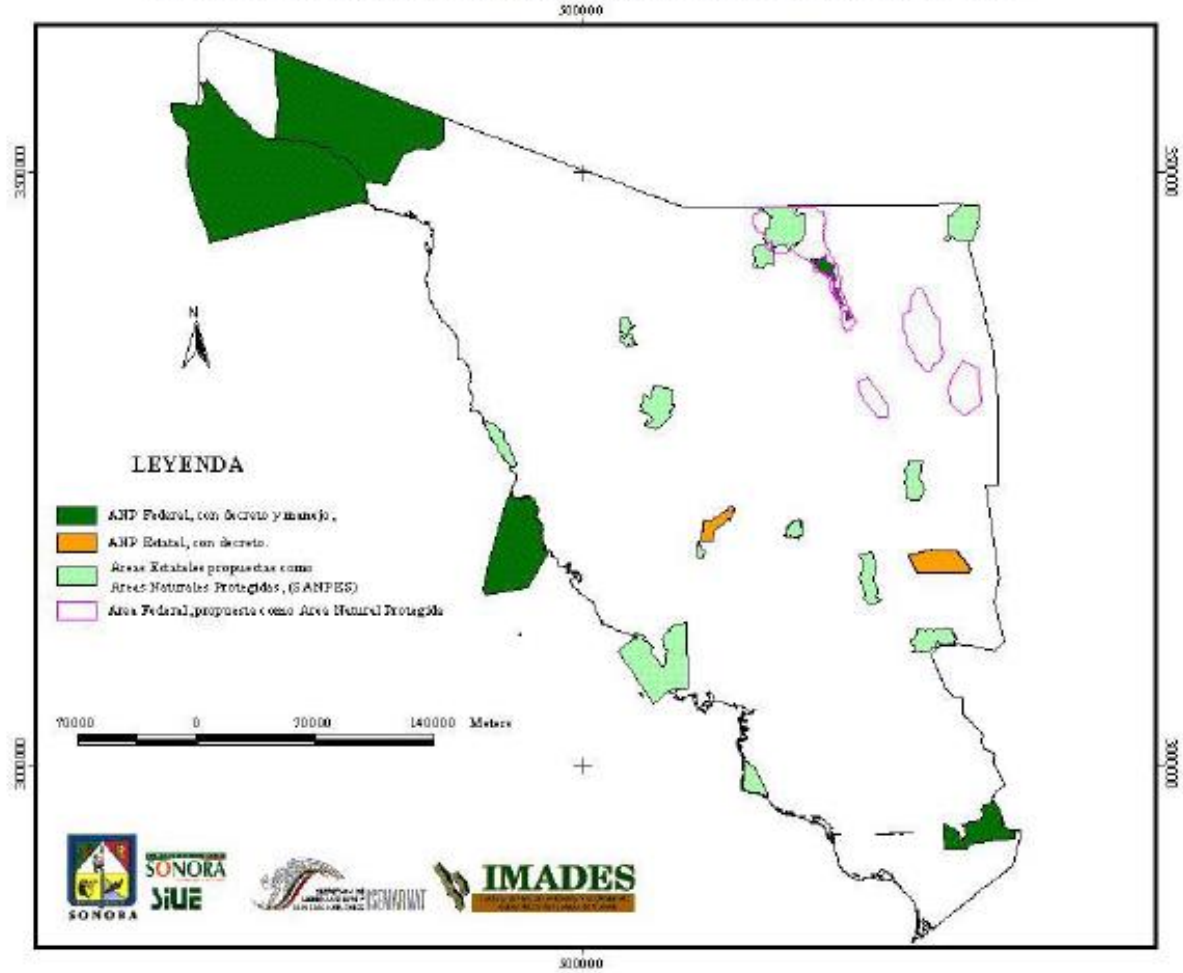 500000
3500000
3500000
N
LEYENDA
ANP Federal, con decreto y manejo,
ANP Estatal, con decreto.
Areas Estatales propuestas como
Areas Naturales Protegidas, (SANPES)
Area Federal, propuesta como Area Natural Protegida
70000 0 70000 140000 Meters
3000000
3000000
SONORA
SONORA
SIUE
SEMARNAT
IMADES
500000